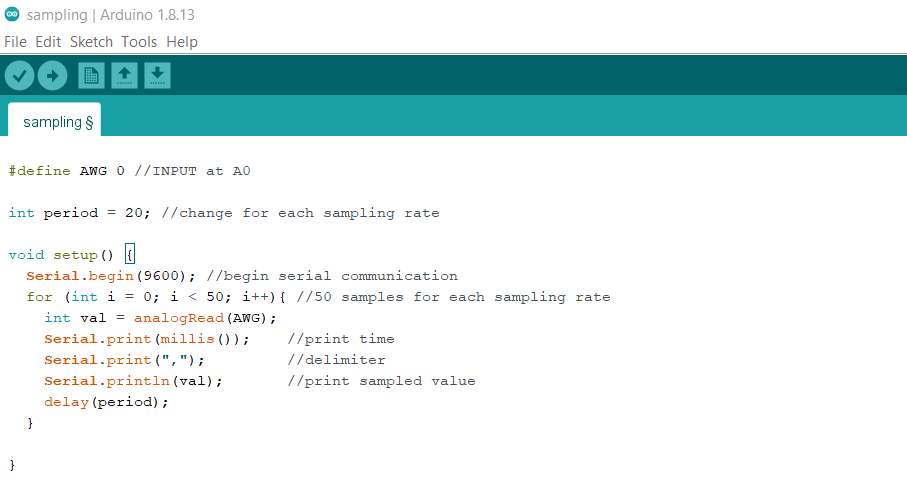 sampling | Arduino 1.8.13
File Edit Sketch Tools Help
sampling §
#define AWG 0 //INPUT at A0
int period = 20; //change for each sampling rate
void setup() {
  Serial.begin(9600); //begin serial communication
  for (int i = 0; i < 50; i++){ //50 samples for each sampling rate
    int val = analogRead(AWG);
    Serial.print(millis());    //print time
    Serial.print(",");         //delimiter
    Serial.println(val);       //print sampled value
    delay(period);
  }
}